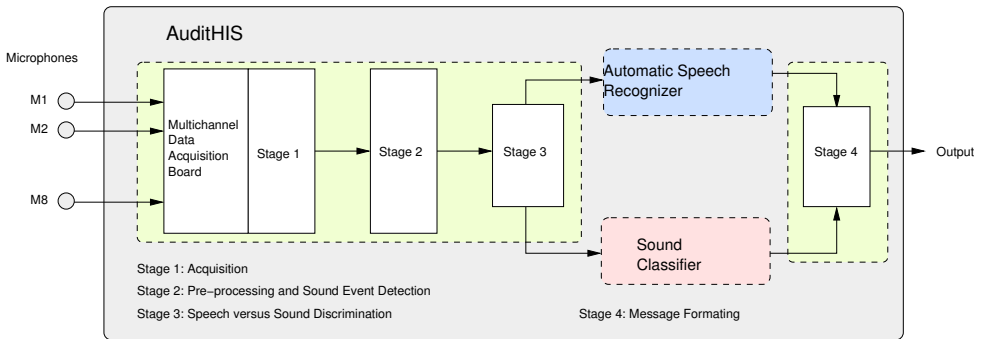 AuditHIS
Microphones
M1
M2
M8
Multichannel
Data
Acquisition
Board
Stage 1
Stage 2
Stage 3
Automatic Speech
Recognizer
Sound
Classifier
Stage 4
Output
Stage 1: Acquisition
Stage 2: Pre−processing and Sound Event Detection
Stage 3: Speech versus Sound Discrimination
Stage 4: Message Formating